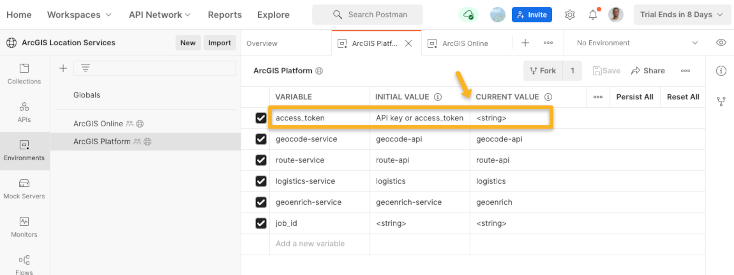 Home Workspaces API Network Reports Explore Search Postman Invite Trial Ends in 8 Days
ArcGIS Location Services New Import Overview ArcGIS Platf... ArcGIS Online No Environment
Collections
Globals
ArcGIS Platform Fork 1 Save Share
VARIABLE INITIAL VALUE CURRENT VALUE Persist All Reset All
APIs
ArcGIS Online
access_token API key or access_token <string>
Environments
ArcGIS Platform
geocode-service geocode-api geocode-api
route-service route-api route-api
Mock Servers
logistics-service logistics logistics
geoenrich-service geoenrich-service geoenrich
Monitors
job_id <string> <string>
Add a new variable
Flows